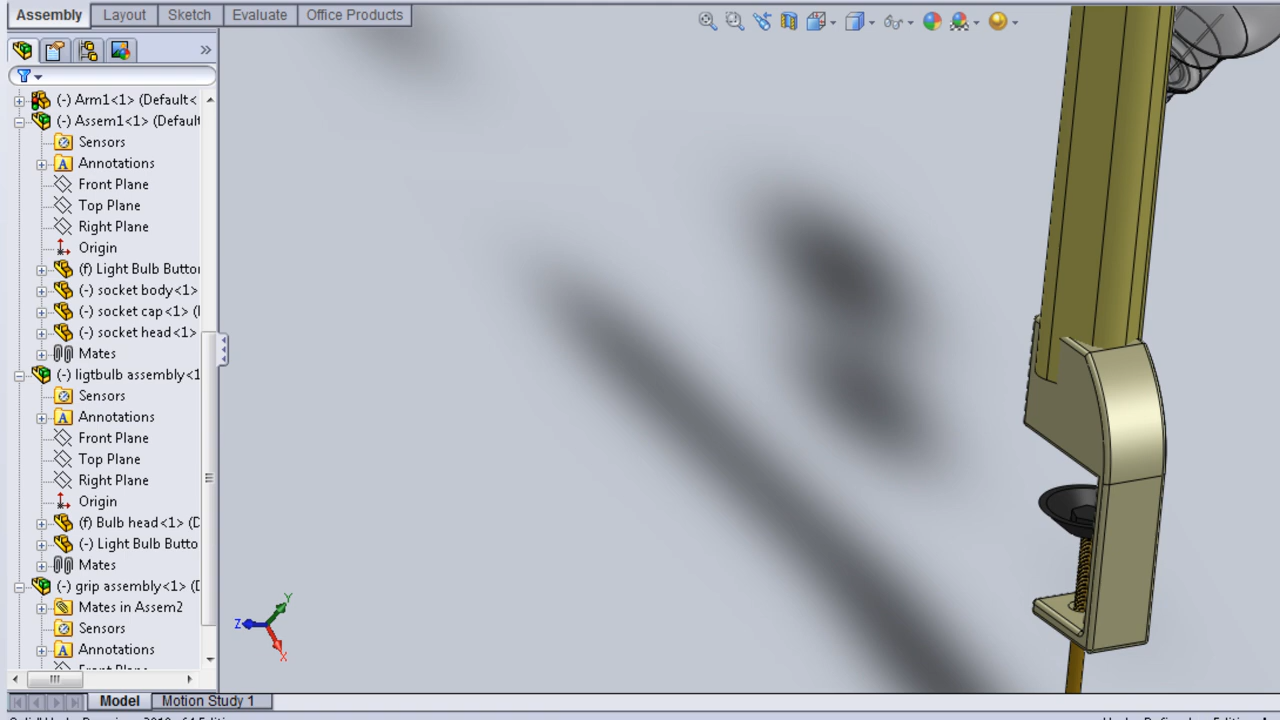 Assembly Layout Sketch Evaluate Office Products
(-) Arm1<1> (Default<
(-) Assem1<1> (Default
Sensors
A Annotations
Front Plane
Top Plane
Right Plane
Origin
(f) Light Bulb Button
(-) socket body<1>
(-) socket cap<1> (
(-) socket head<1>
Mates
(-) ligtbulb assembly<1
Sensors
A Annotations
Front Plane
Top Plane
Right Plane
Origin
(f) Bulb head<1> (D
(-) Light Bulb Butto
Mates
(-) grip assembly<1> (D
Mates in Assem2
Sensors
A Annotations
Front Plane
Y
Z
X
Model Motion Study 1